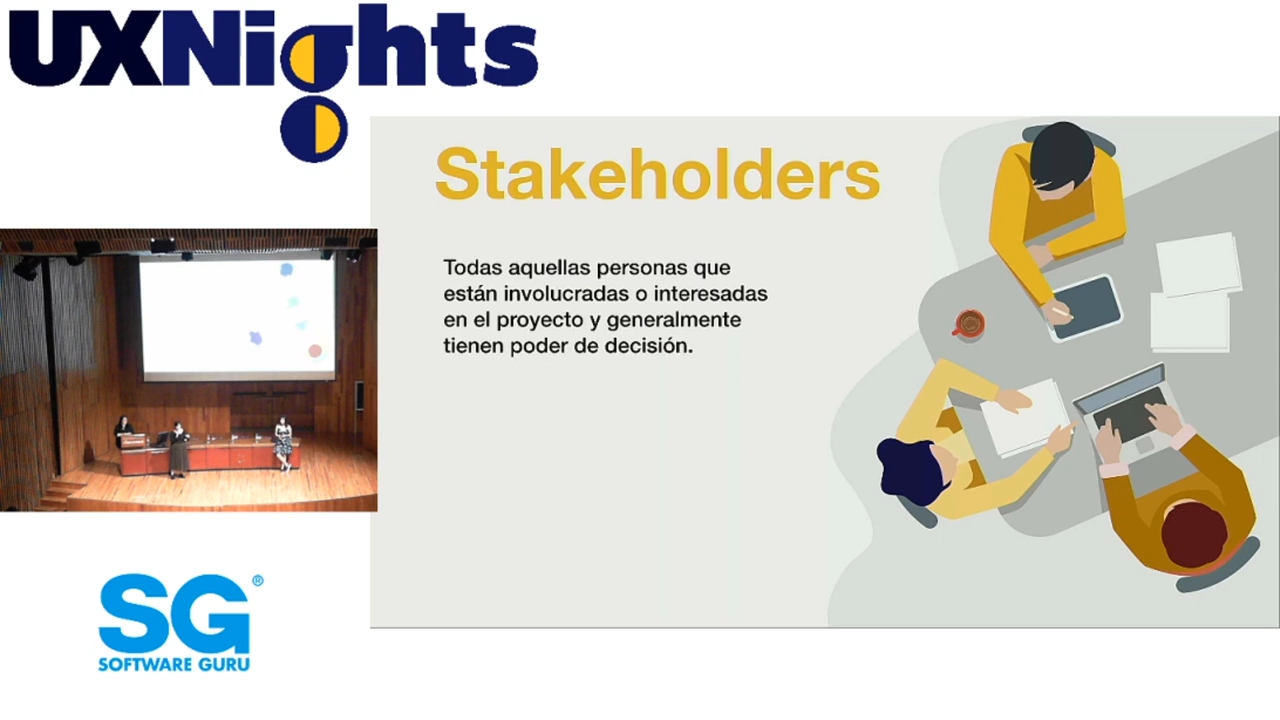 UXNights
Stakeholders
Todas aquellas personas que
están involucradas o interesadas
en el proyecto y generalmente
tienen poder de decisión.
SG®
SOFTWARE GURU